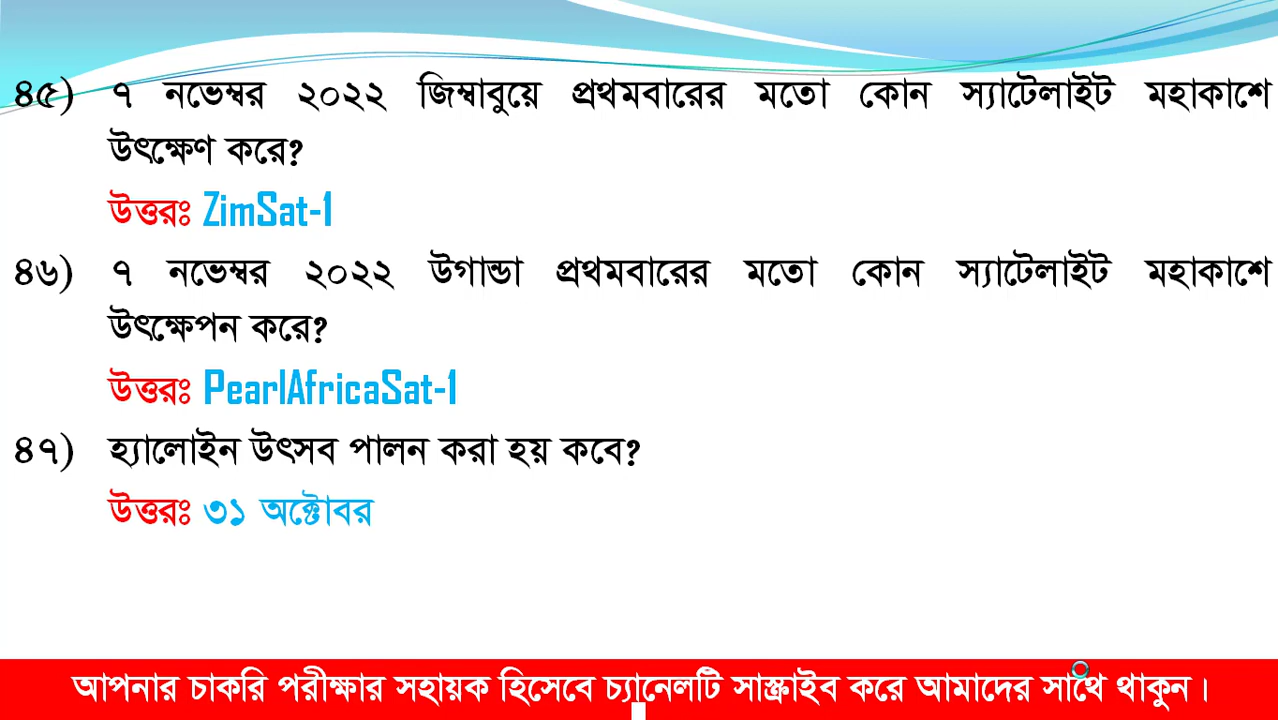 ৪৫) ৭ নভেম্বর ২০২২ জিম্বাবুয়ে প্রথমবারের মতো কোন স্যাটেলাইট মহাকাশে
উৎক্ষেণ করে?
উত্তরঃ ZimSat-1
৪৬) ৭ নভেম্বর ২০২২ উগান্ডা প্রথমবারের মতো কোন স্যাটেলাইট মহাকাশে
উৎক্ষেপন করে?
উত্তরঃ PearlAfricaSat-1
৪৭) হ্যালোইন উৎসব পালন করা হয় কবে?
উত্তরঃ ৩১ অক্টোবর
আপনার চাকরি পরীক্ষার সহায়ক হিসেবে চ্যানেলটি সাস্ক্রাইব করে আমাদের সাথে থাকুন।